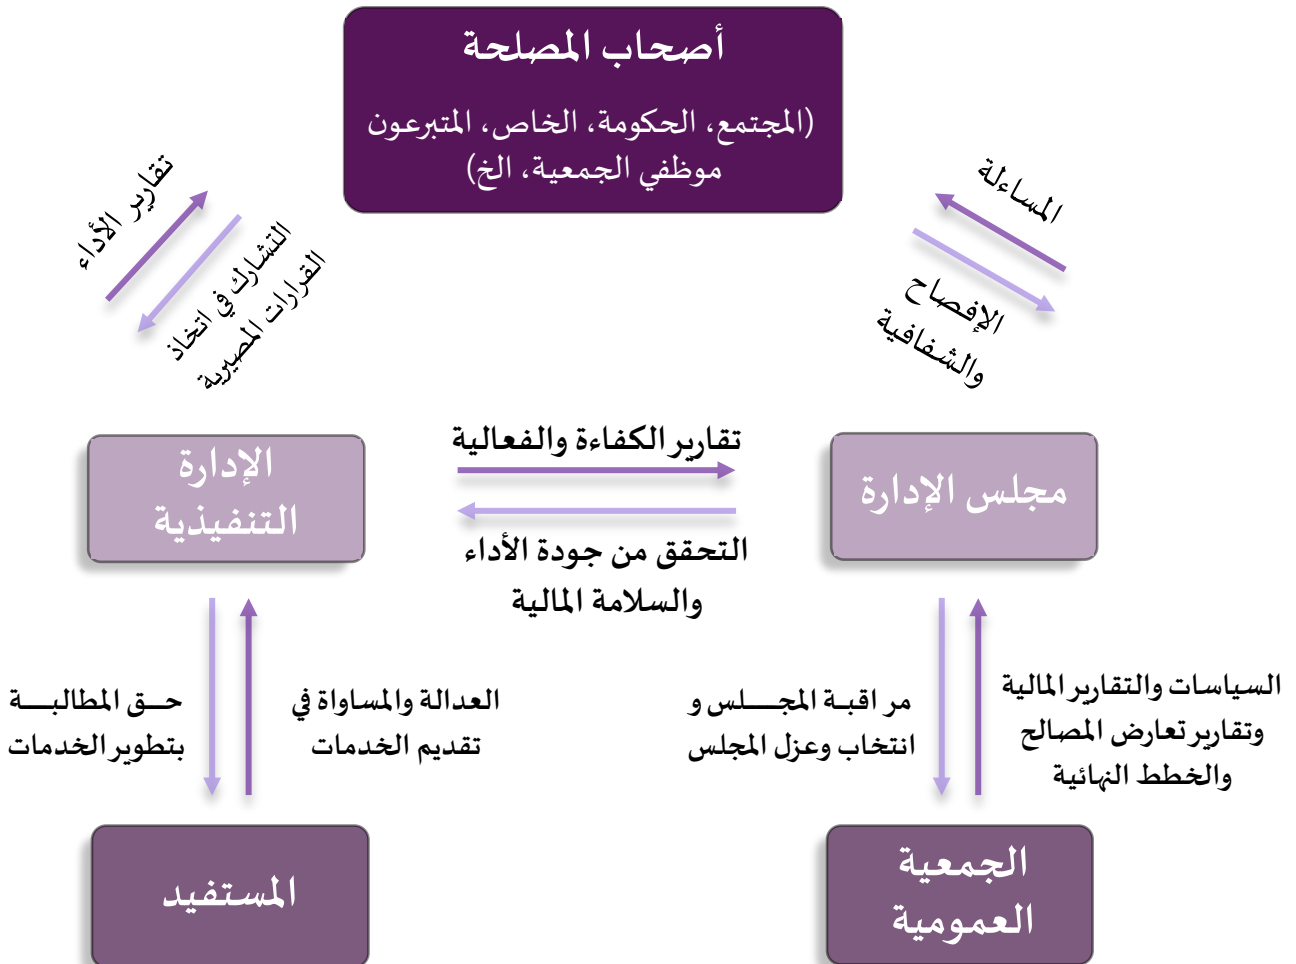 أصحاب المصلحة
(المجتمع، الحكومة، الخاص، المتبرعون
موظفي الجمعية، الخ)
المساءلة
الإفصاح
والشفافية
تقارير الأداء
التشارك في اتخاذ
القرارات المصيرية
مجلس الإدارة
تقارير الكفاءة والفعالية
التحقق من جودة الأداء
والسلامة المالية
الإدارة
التنفيذية
السياسات والتقارير المالية
وتقارير تعارض المصالح
والخطط النهائية
مراقبة المجلس و
انتخاب وعزل المجلس
العدالة والمساواة في
تقديم الخدمات
حق المطالبة
بتطوير الخدمات
الجمعية
العمومية
المستفيد